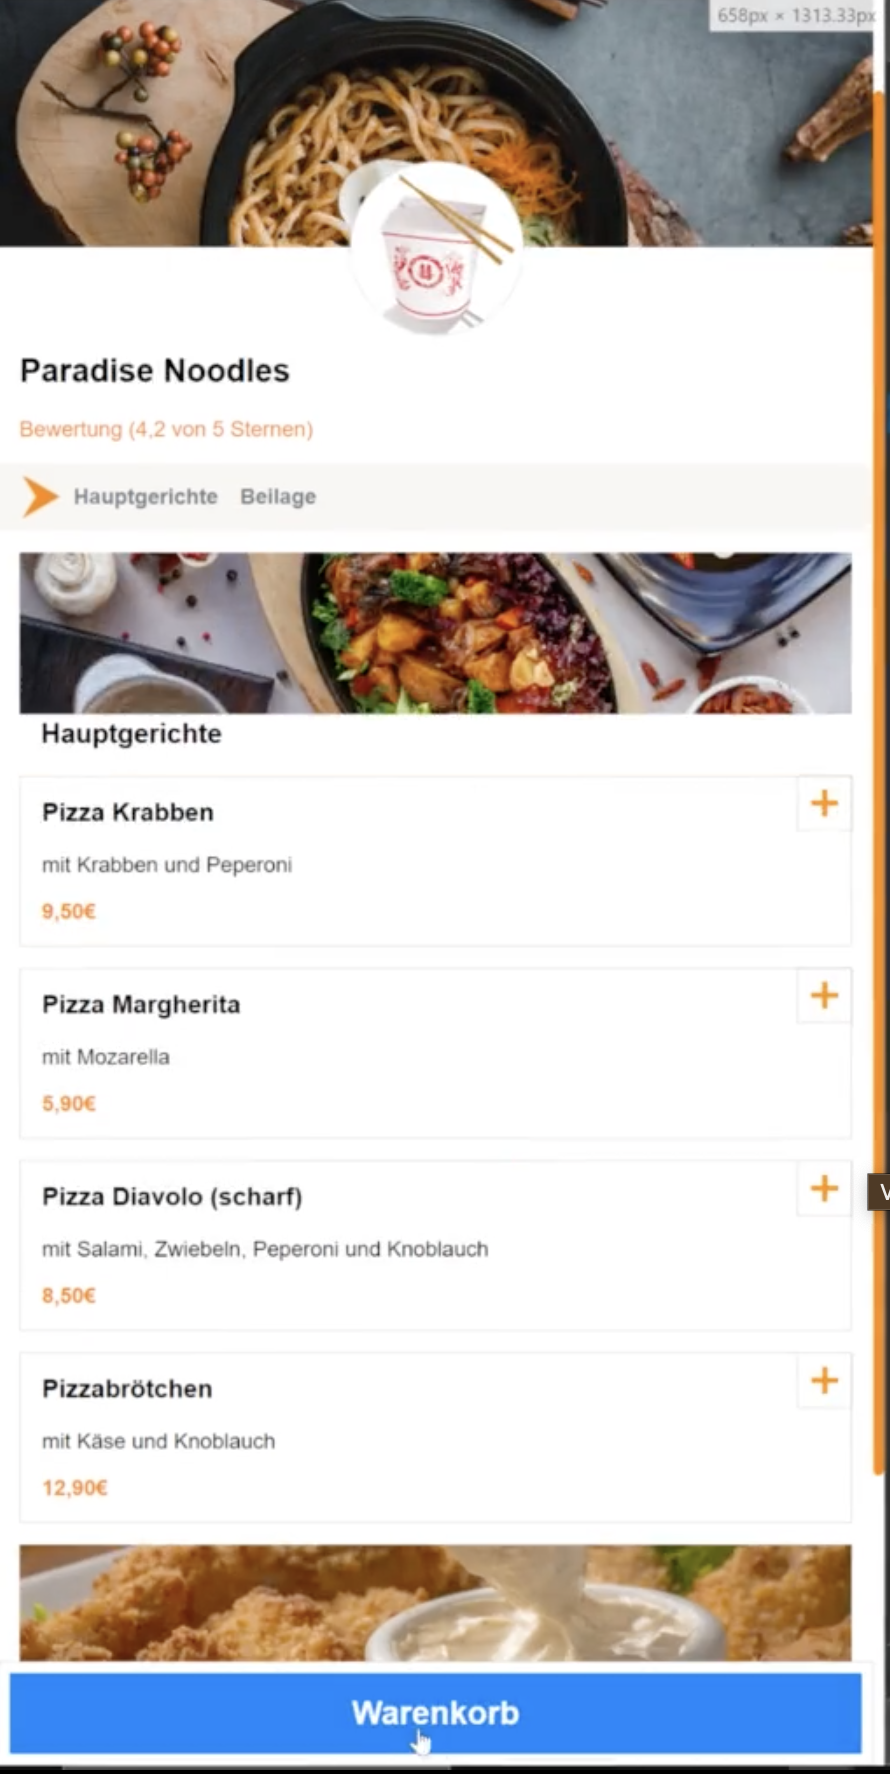 658px × 1313.33px
Paradise Noodles
Bewertung (4,2 von 5 Sternen)
Hauptgerichte Beilage
Hauptgerichte
Pizza Krabben
mit Krabben und Peperoni
9,50€
Pizza Margherita
mit Mozarella
5,90€
Pizza Diavolo (scharf)
mit Salami, Zwiebeln, Peperoni und Knoblauch
8,50€
Pizzabrötchen
mit Käse und Knoblauch
12,90€
Warenkorb